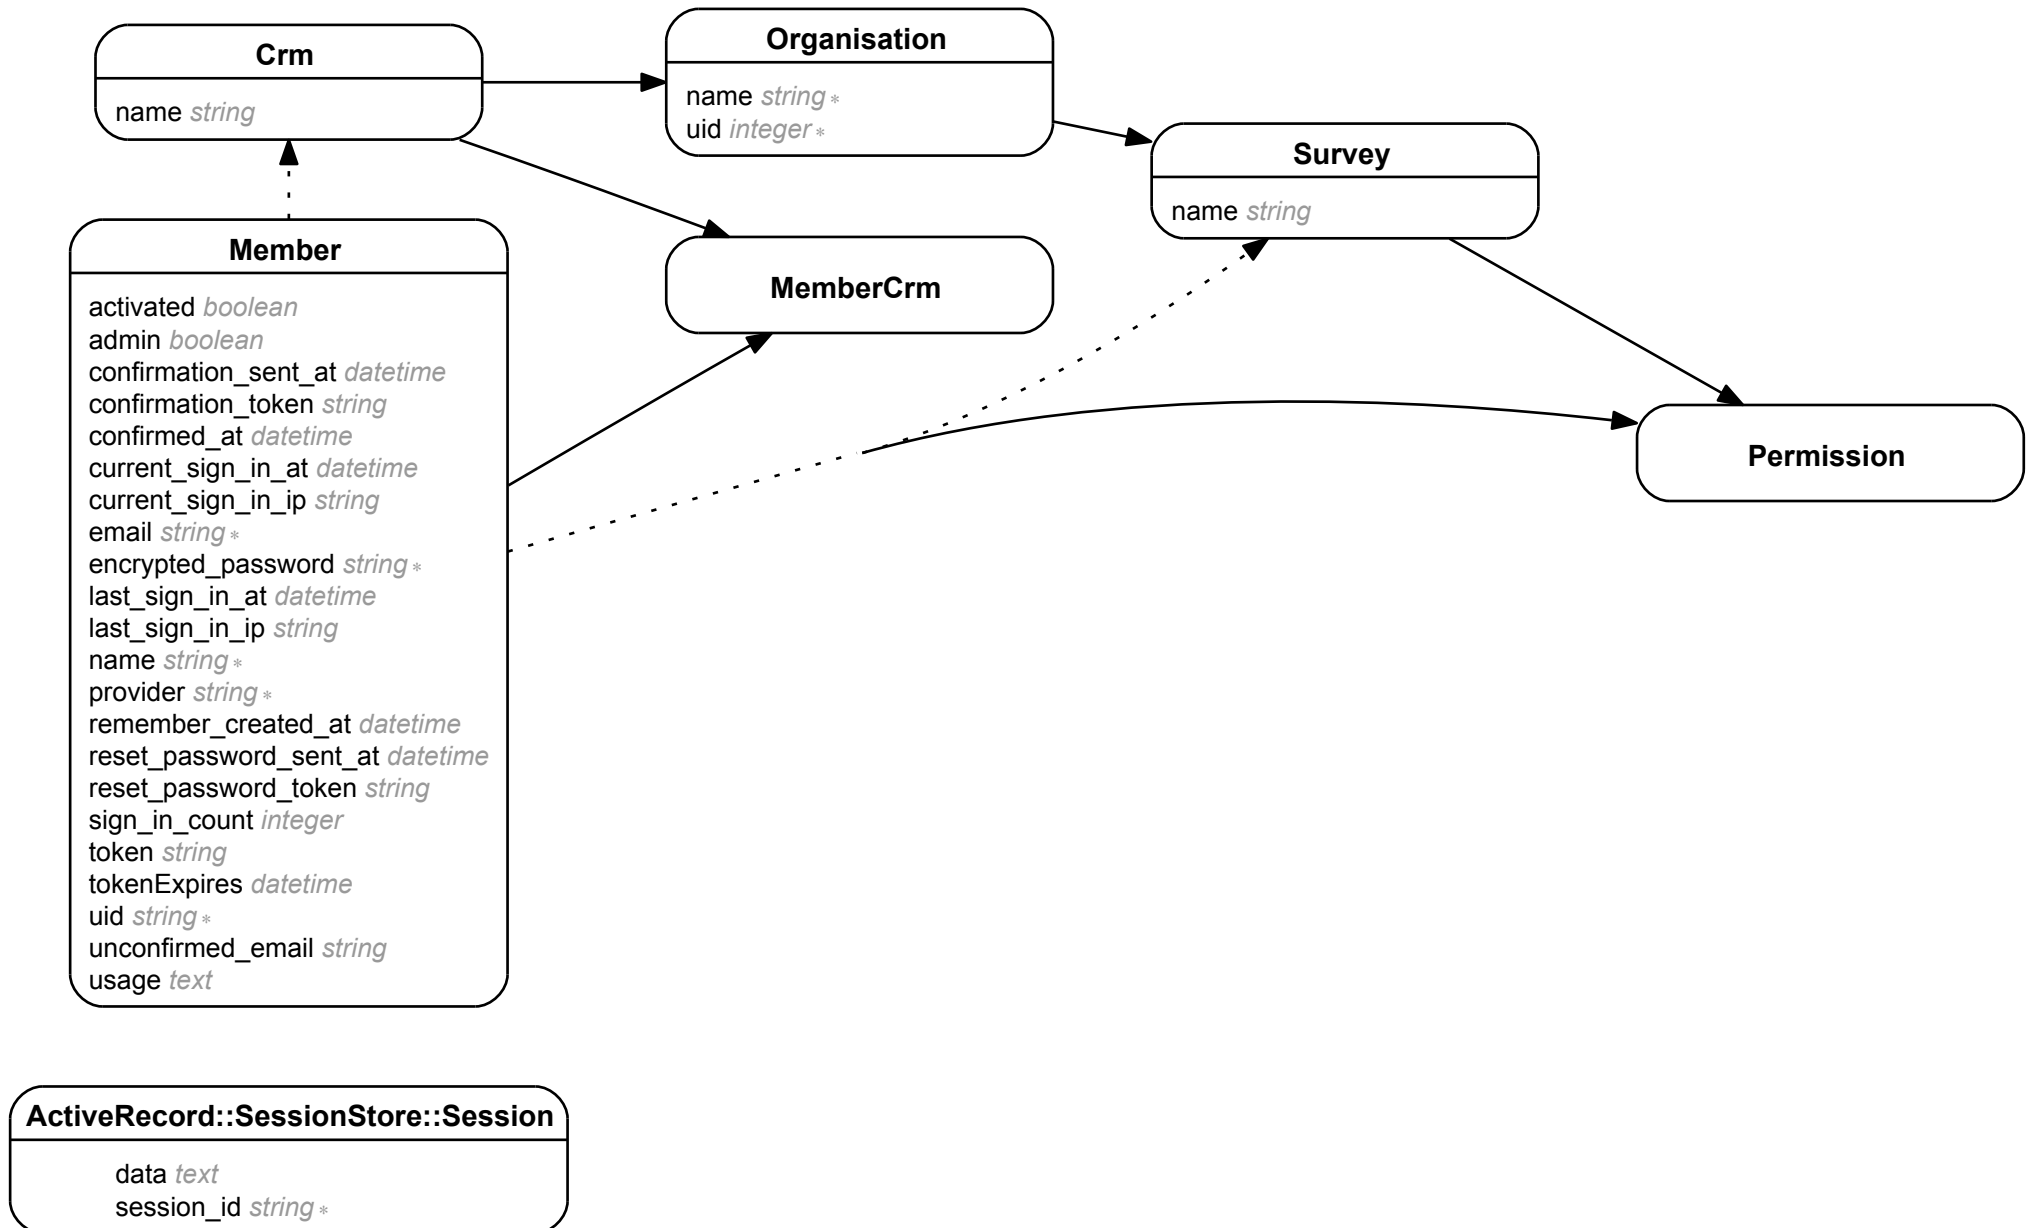 Crm
name string
Organisation
name string *
uid integer *
Survey
name string
Member
activated boolean
admin boolean
confirmation_sent_at datetime
confirmation_token string
confirmed_at datetime
current_sign_in_at datetime
current_sign_in_ip string
email string *
encrypted_password string *
last_sign_in_at datetime
last_sign_in_ip string
name string *
provider string *
remember_created_at datetime
reset_password_sent_at datetime
reset_password_token string
sign_in_count integer
token string
tokenExpires datetime
uid string *
unconfirmed_email string
usage text
MemberCrm
Permission
ActiveRecord::SessionStore::Session
data text
session_id string *